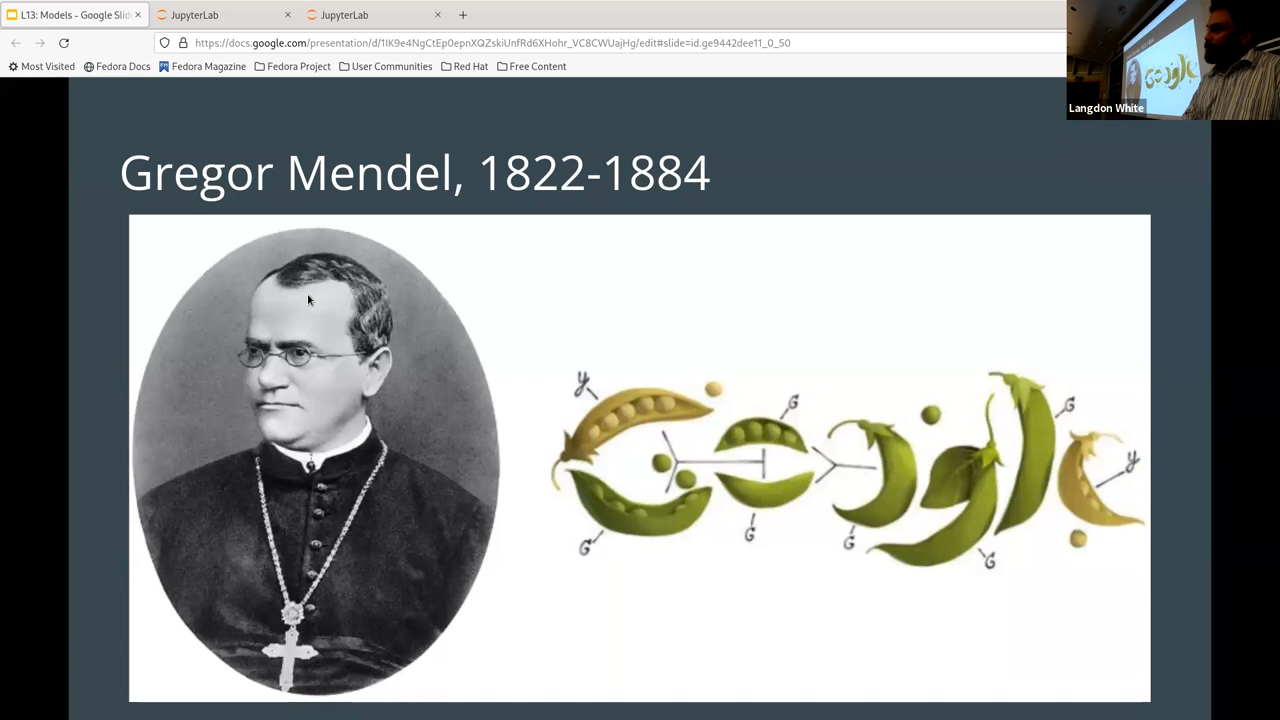 L13: Models - Google Slid
JupyterLab
JupyterLab
https://docs.google.com/presentation/d/1IK9e4NgCtEp0epnXQZskiUnfRd6XHohr_VC8CWUajHg/edit#slide=id.ge9442dee11_0_50
Most Visited Fedora Docs Fedora Magazine Fedora Project User Communities Red Hat Free Content
Langdon White
Gregor Mendel, 1822-1884
y G G y
G G G G